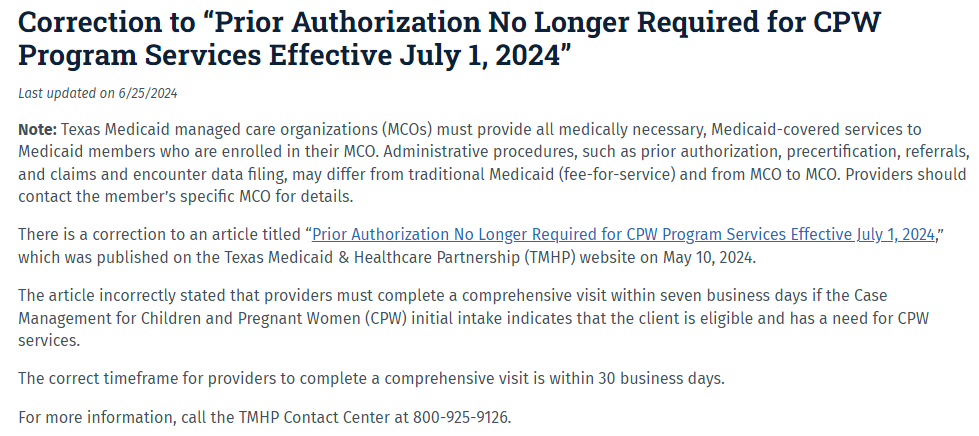 Correction to “Prior Authorization No Longer Required for CPW
Program Services Effective July 1, 2024”
Last updated on 6/25/2024
Note: Texas Medicaid managed care organizations (MCOs) must provide all medically necessary, Medicaid-covered services to
Medicaid members who are enrolled in their MCO. Administrative procedures, such as prior authorization, precertification, referrals,
and claims and encounter data filing, may differ from traditional Medicaid (fee-for-service) and from MCO to MCO. Providers should
contact the member’s specific MCO for details.
There is a correction to an article titled “Prior Authorization No Longer Required for CPW Program Services Effective July 1, 2024,”
which was published on the Texas Medicaid & Healthcare Partnership (TMHP) website on May 10, 2024.
The article incorrectly stated that providers must complete a comprehensive visit within seven business days if the Case
Management for Children and Pregnant Women (CPW) initial intake indicates that the client is eligible and has a need for CPW
services.
The correct timeframe for providers to complete a comprehensive visit is within 30 business days.
For more information, call the TMHP Contact Center at 800-925-9126.